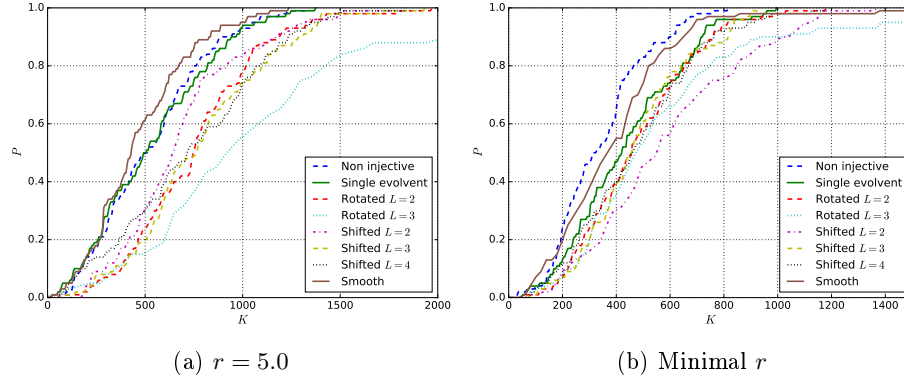 1.0
0.8
0.6
0.4
0.2
0.0
P
0
500
1000
1500
2000
K
Non injective
Single evolvent
Rotated L=2
Rotated L=3
Shifted L=2
Shifted L=3
Shifted L=4
Smooth
(a) r = 5.0
1.0
0.8
0.6
0.4
0.2
0.0
P
0
200
400
600
800
1000
1200
1400
K
Non injective
Single evolvent
Rotated L=2
Rotated L=3
Shifted L=2
Shifted L=3
Shifted L=4
Smooth
(b) Minimal r